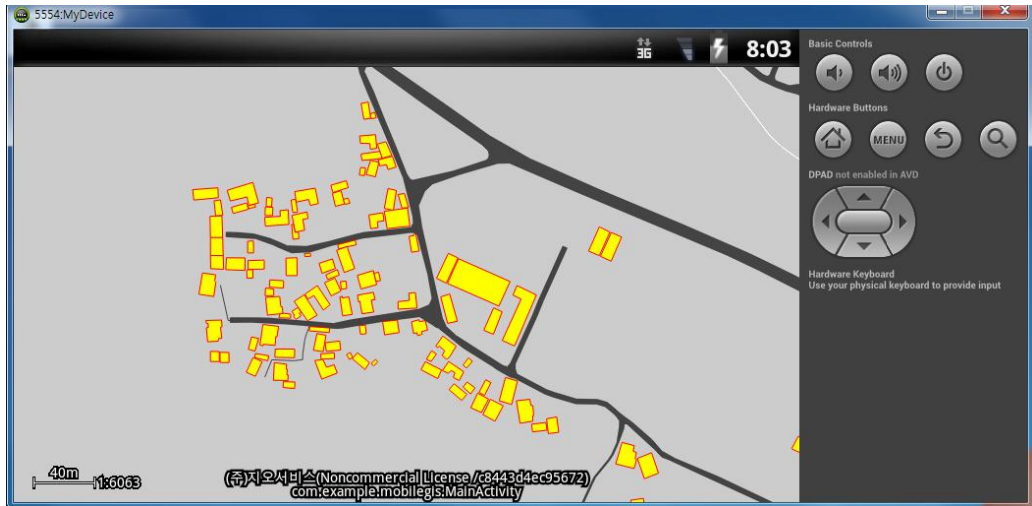 5554:MyDevice
3G
8:03
Basic Controls
Hardware Buttons
MENU
DPAD not enabled in AVD
Hardware Keyboard
Use your physical keyboard to provide input
40m
1:6063
(주)지오서비스(Noncommercial License /c8443d4ec95672)
com.example.mobilegis.MainActivity